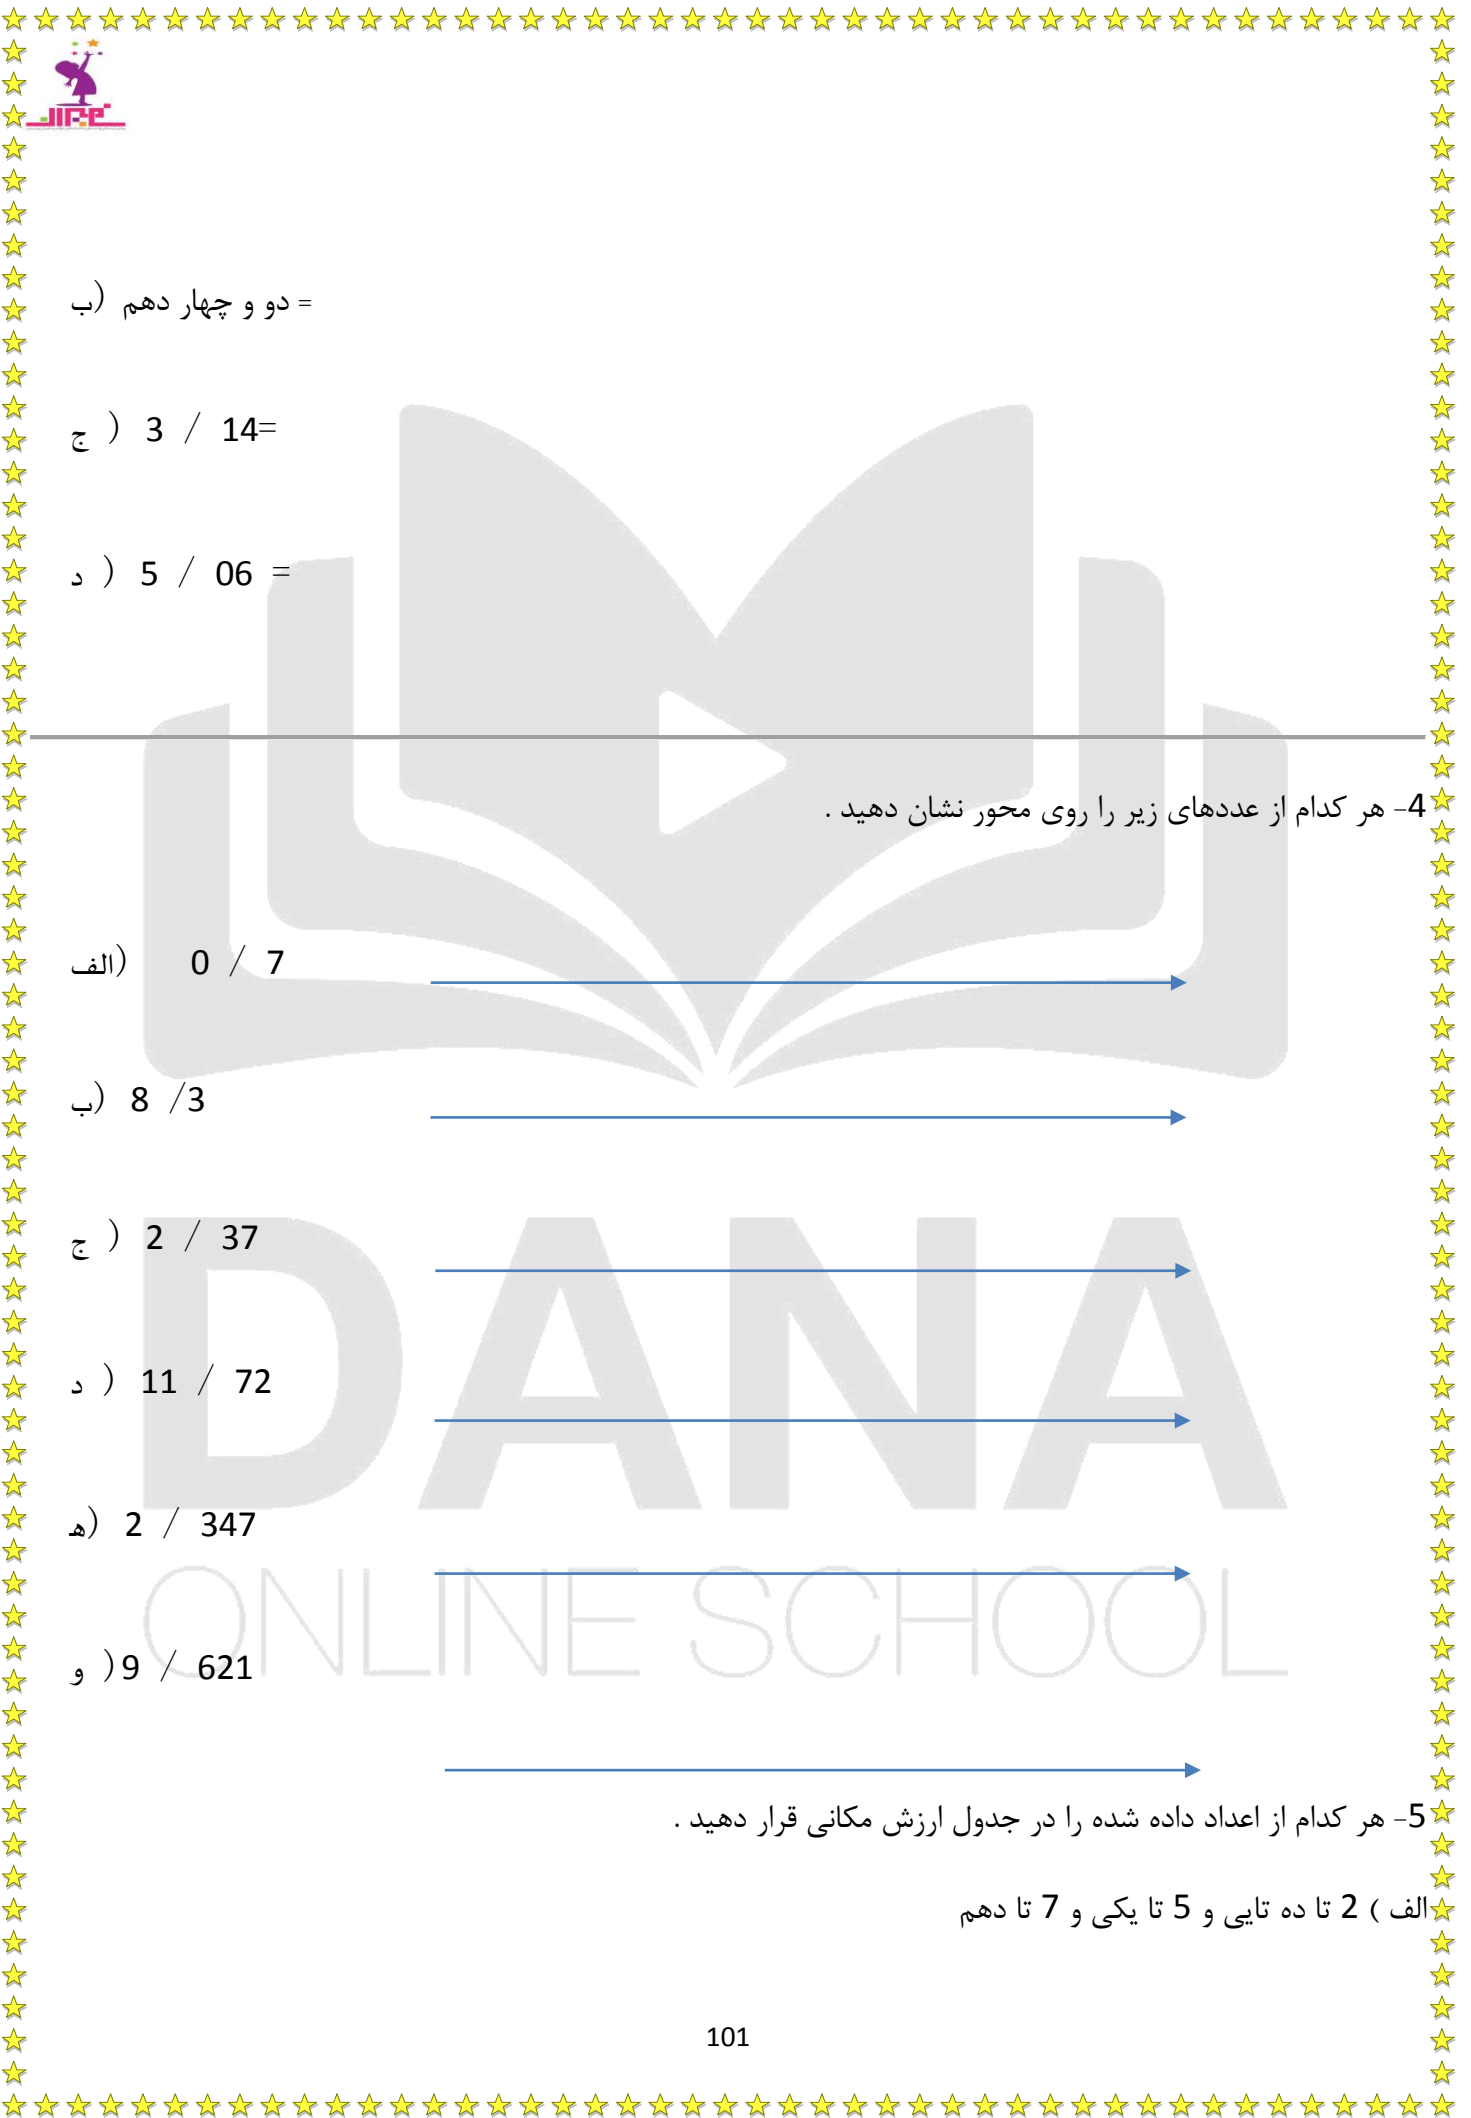 تیزهوشان
= دو و چهار دهم (ب
ج ) 3 / 14=
د ) 5 / 06 =
4- هر کدام از عددهای زیر را روی محور نشان دهید .
الف) 0 / 7
ب) 8 /3
ج ) 2 / 37
د ) 11 / 72
ه) 2 / 347
و )9 / 621
DANA
ONLINE SCHOOL
5- هر کدام از اعداد داده شده را در جدول ارزش مکانی قرار دهید .
الف ) 2 تا ده تایی و 5 تا یکی و 7 تا دهم
101